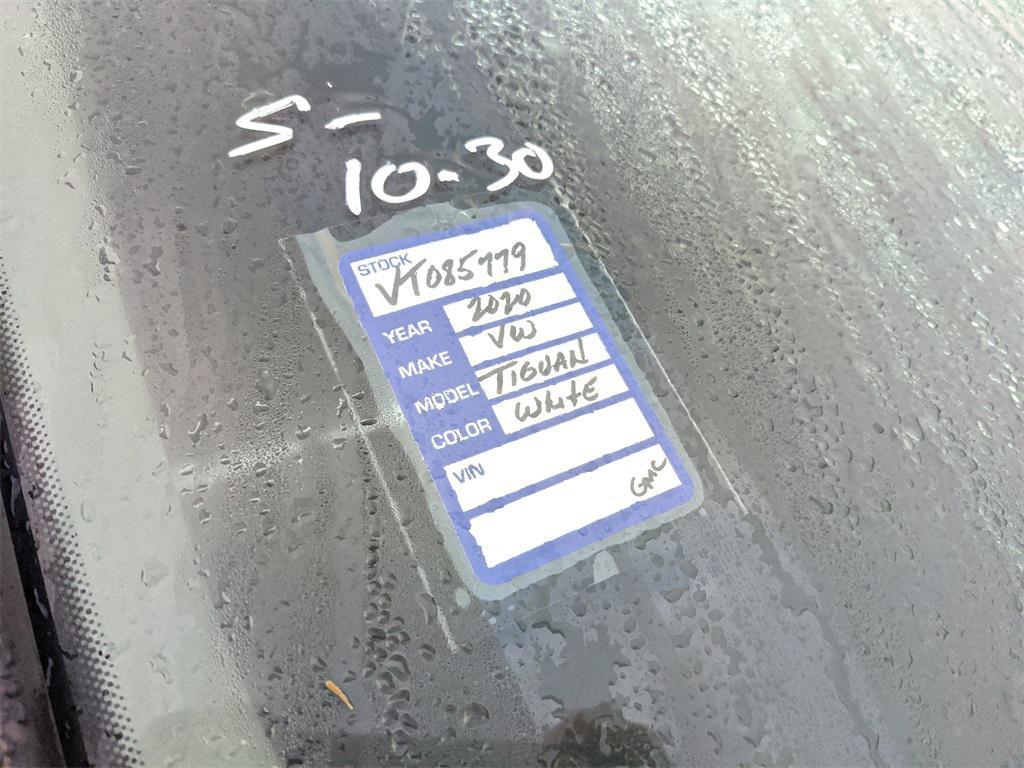 S -
10-30
STOCK VT085779
YEAR 2020
MAKE VW
MODEL TIGUAN
COLOR WhitE
VIN
GMC